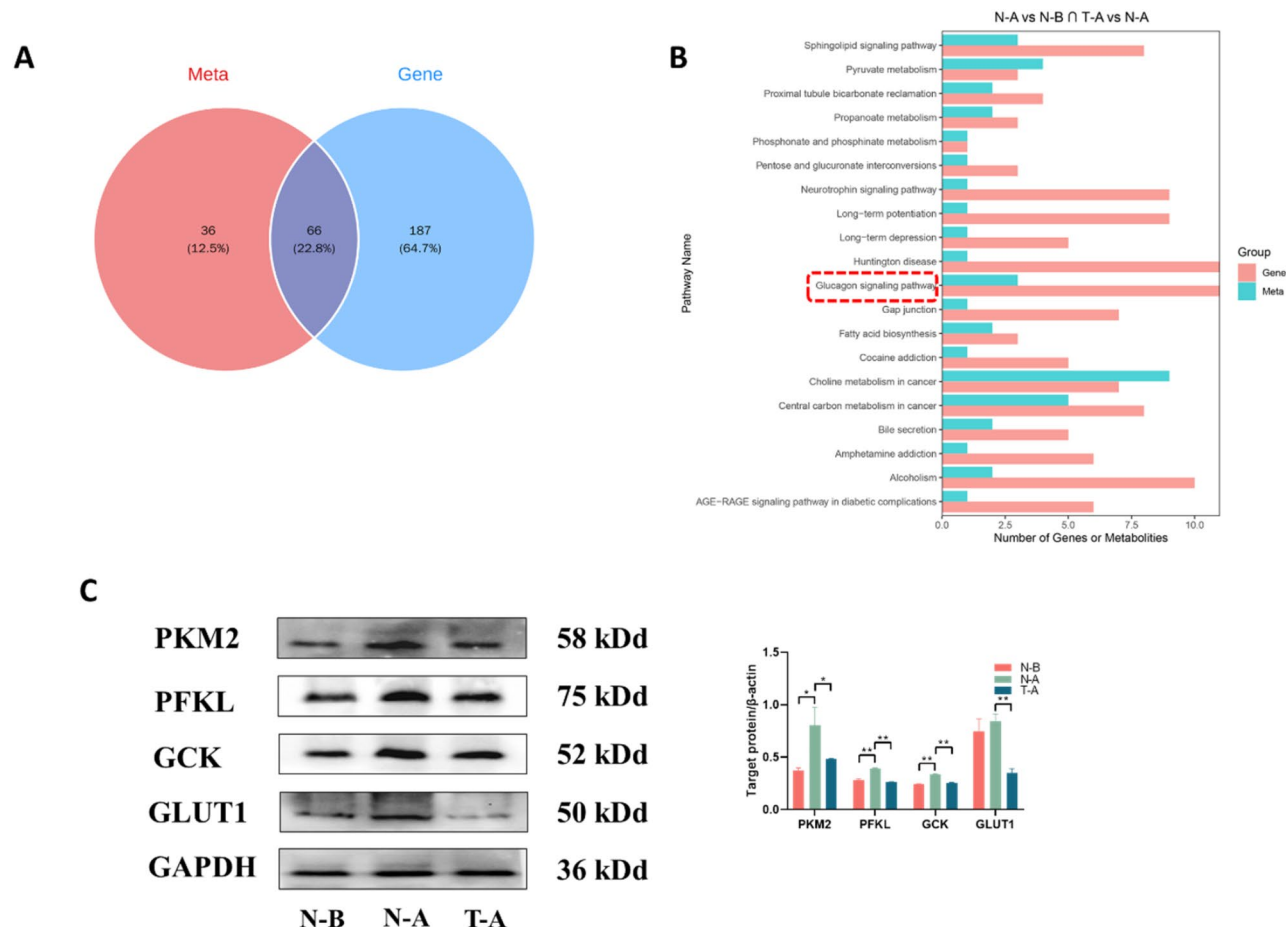 A
Meta
Gene
36
(12.5%)
66
(22.8%)
187
(64.7%)
B
N-A vs N-B ∩ T-A vs N-A
Pathway Name
Sphingolipid signaling pathway
Pyruvate metabolism
Proximal tubule bicarbonate reclamation
Propanoate metabolism
Phosphonate and phosphinate metabolism
Pentose and glucuronate interconversions
Neurotrophin signaling pathway
Long−term potentiation
Long−term depression
Huntington disease
Glucagon signaling pathway
Gap junction
Fatty acid biosynthesis
Cocaine addiction
Choline metabolism in cancer
Central carbon metabolism in cancer
Bile secretion
Amphetamine addiction
Alcoholism
AGE−RAGE signaling pathway in diabetic complications
0.0 2.5 5.0 7.5 10.0
Number of Genes or Metabolities
Group
Gene
Meta
C
PKM2 58 kDd
PFKL 75 kDd
GCK 52 kDd
GLUT1 50 kDd
GAPDH 36 kDd
N-B N-A T-A
Target protein/β-actin
1.5
1.0
0.5
0.0
N-B
N-A
T-A
* *
** **
** **
**
PKM2 PFKL GCK GLUT1